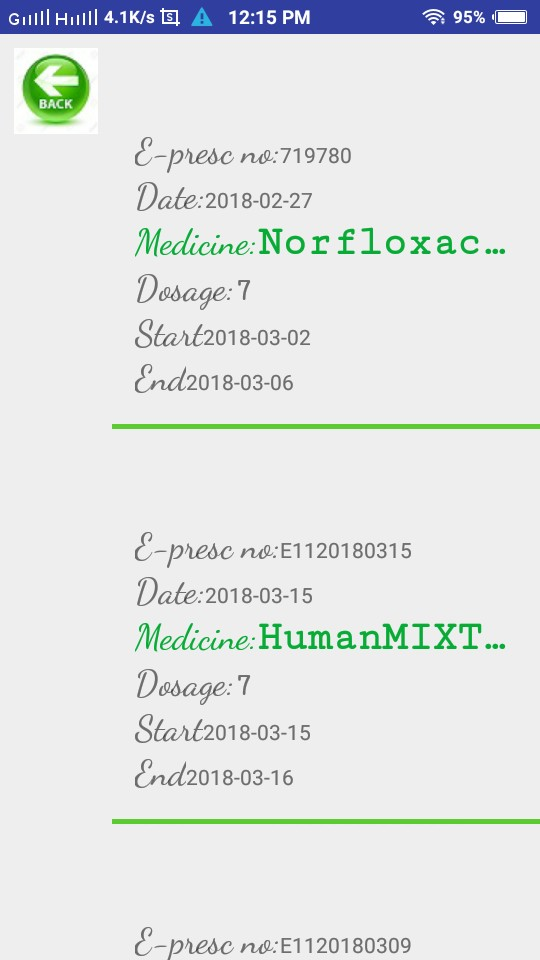 G H 4.1K/s S 12:15 PM 95%
BACK
E-presc no:719780
Date:2018-02-27
Medicine:Norfloxac...
Dosage: 7
Start2018-03-02
End2018-03-06
E-presc no:E1120180315
Date:2018-03-15
Medicine:HumanMIXT...
Dosage: 7
Start2018-03-15
End2018-03-16
E-presc no:E1120180309